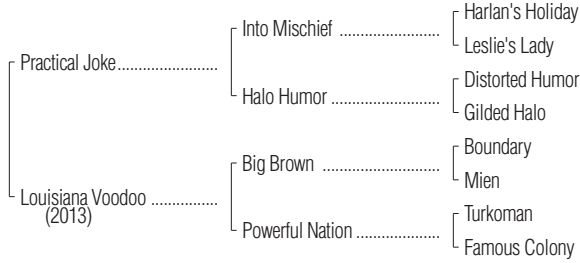 Harlan's Holiday
Into Mischief ......................
Leslie's Lady
Practical Joke ......................
Distorted Humor
Halo Humor ........................
Gilded Halo
Boundary
Big Brown .........................
Mien
Louisiana Voodoo ...............
(2013)
Turkoman
Powerful Nation ..................
Famous Colony